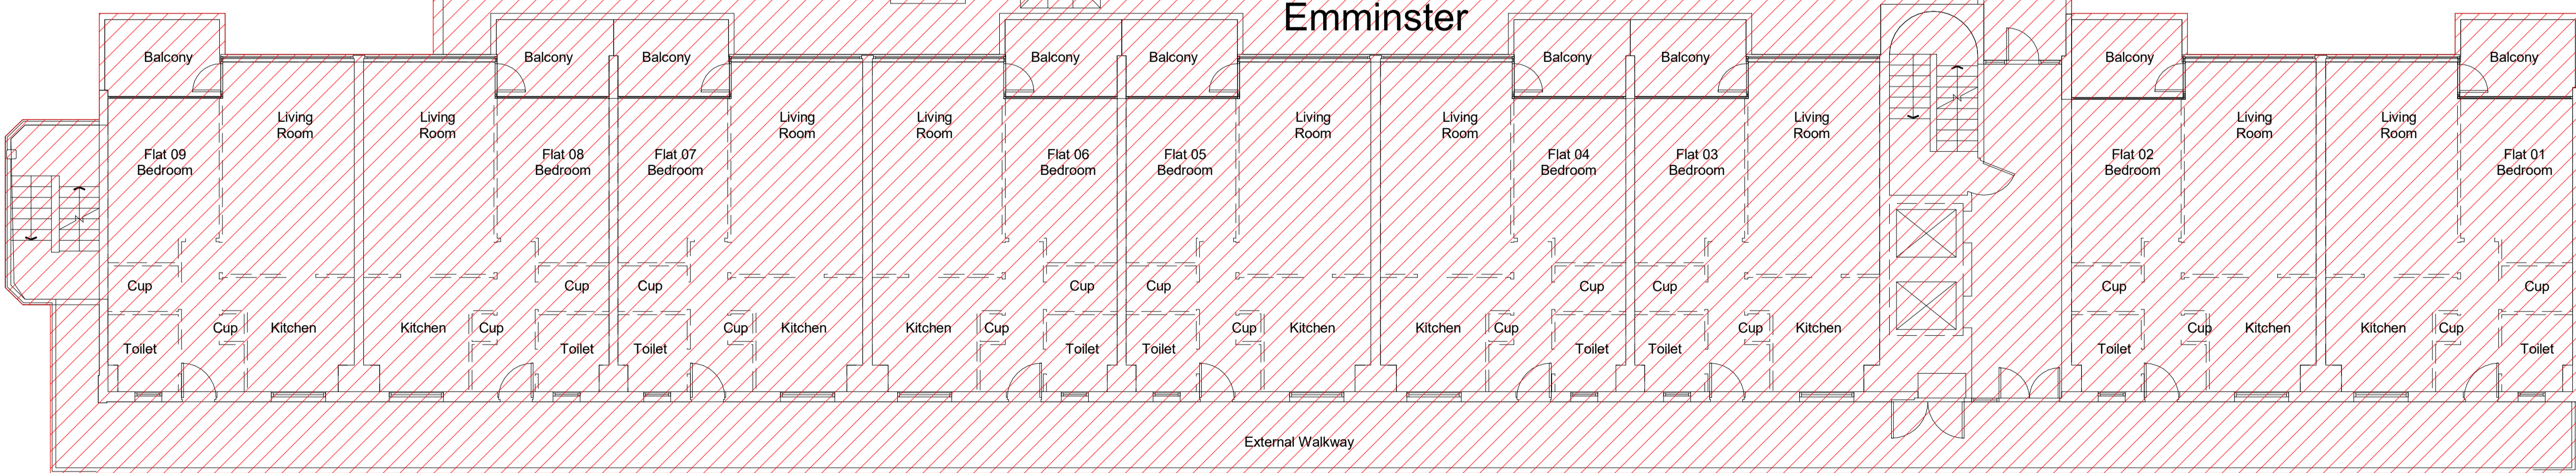 Emminster
Balcony
Balcony
Balcony
Balcony
Balcony
Balcony
Balcony
Balcony
Balcony
Living
Room
Living
Room
Living
Room
Living
Room
Living
Room
Living
Room
Living
Room
Living
Room
Living
Room
Flat 09
Bedroom
Flat 08
Bedroom
Flat 07
Bedroom
Flat 06
Bedroom
Flat 05
Bedroom
Flat 04
Bedroom
Flat 03
Bedroom
Flat 02
Bedroom
Flat 01
Bedroom
Cup
Cup
Cup
Cup
Cup
Cup
Cup
Cup
Cup
Cup
Kitchen
Kitchen
Cup
Cup
Kitchen
Kitchen
Cup
Cup
Kitchen
Kitchen
Cup
Cup
Kitchen
Cup
Kitchen
Kitchen
Cup
Toilet
Toilet
Toilet
Toilet
Toilet
Toilet
Toilet
Toilet
Toilet
External Walkway